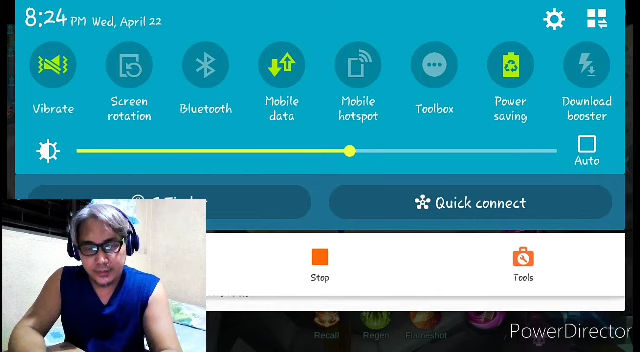 8:24 PM Wed, April 22
Vibrate
Screen rotation
Bluetooth
Mobile data
Mobile hotspot
Toolbox
Power saving
Download booster
Auto
Quick connect
Stop
Tools
Recall
Regen
Flameshot
PowerDirector